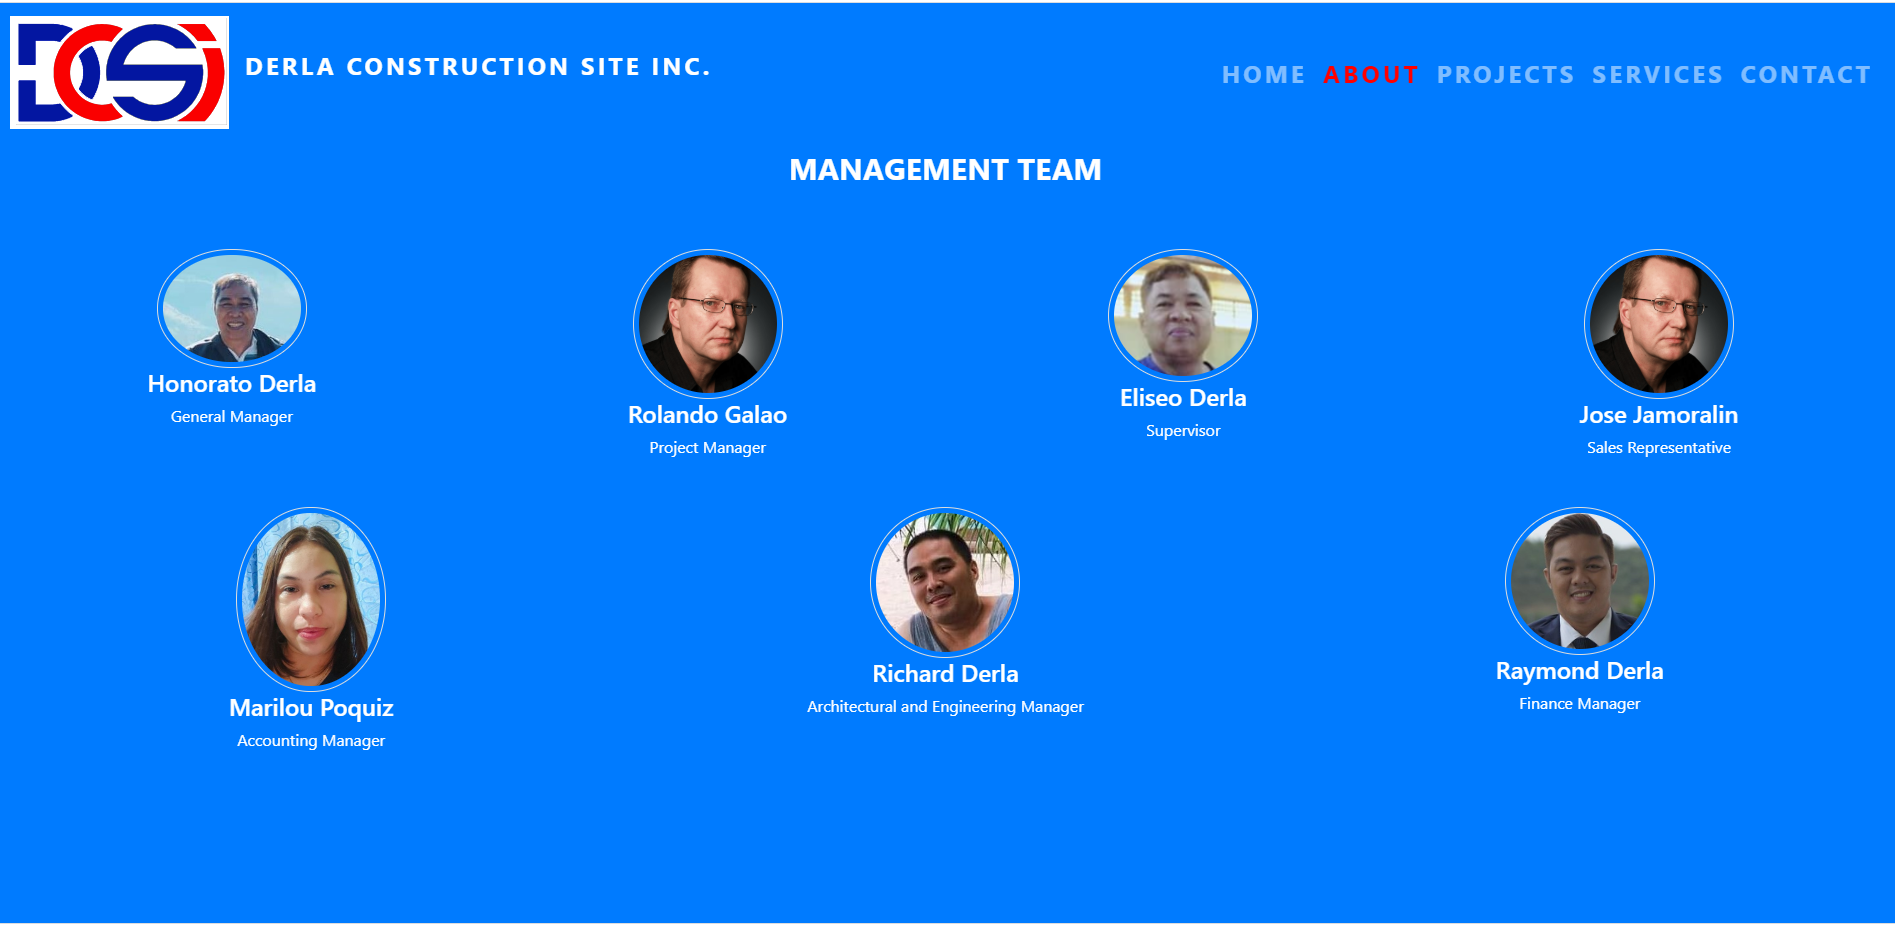 DCSi
DERLA CONSTRUCTION SITE INC.
HOME ABOUT PROJECTS SERVICES CONTACT
MANAGEMENT TEAM
Honorato Derla
General Manager
Rolando Galao
Project Manager
Eliseo Derla
Supervisor
Jose Jamoralin
Sales Representative
Marilou Poquiz
Accounting Manager
Richard Derla
Architectural and Engineering Manager
Raymond Derla
Finance Manager